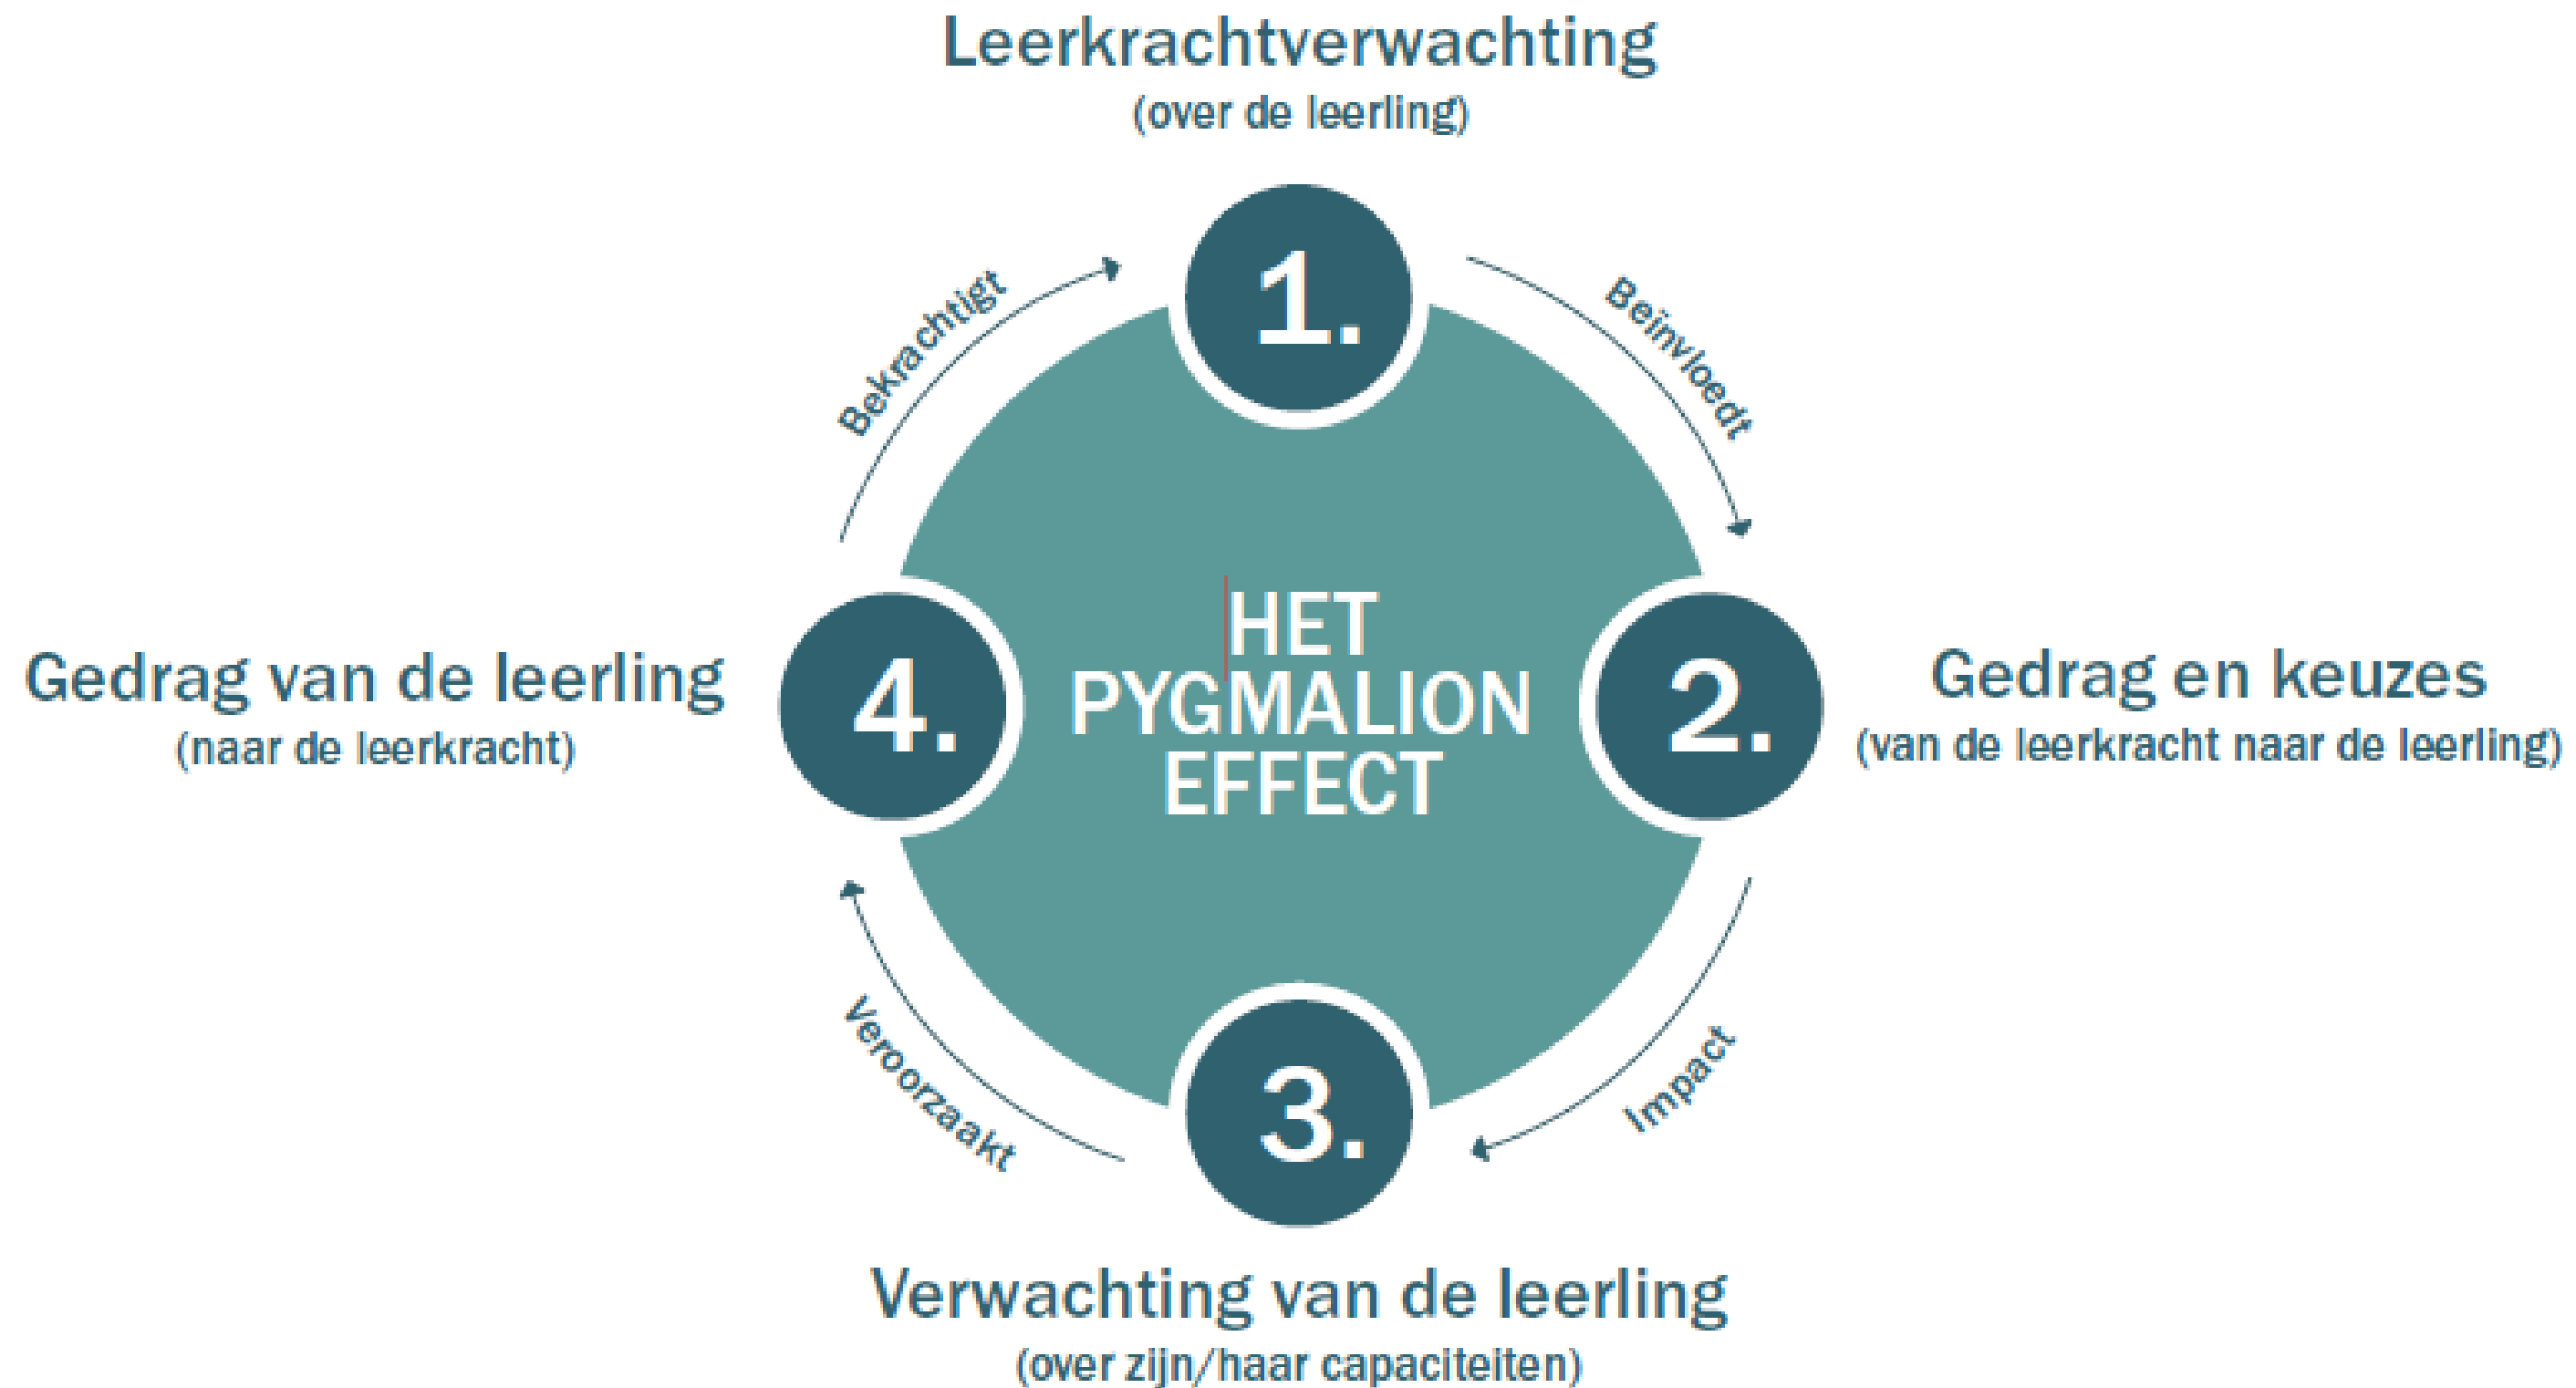 Leerkrachtverwachting
(over de leerling)
Bekrachtigt
1.
Beïnvloedt
Gedrag van de leerling
(naar de leerkracht)
4.
HET
PYGMALION
EFFECT
2.
Gedrag en keuzes
(van de leerkracht naar de leerling)
Veroorzaakt
3.
Impact
Verwachting van de leerling
(over zijn/haar capaciteiten)